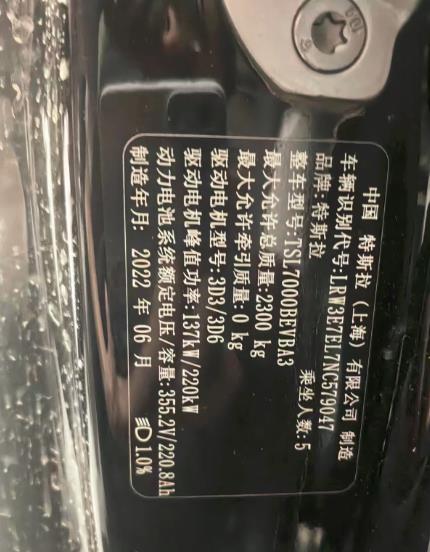 中国 特斯拉（上海）有限公司 制造
车辆识别代号:LRW3E7EL7NC579047
品牌:特斯拉 乘坐人数:5
整车型号:TSL7000BEVBA3
最大允许总质量:2300 kg
最大允许牵引质量:0 kg
驱动电机型号:3D3/3D6
驱动电机峰值功率:137kW/220kW
动力电池系统额定电压/容量:355.2V/220.8Ah
制造年月: 2022 年 06 月 1.0%